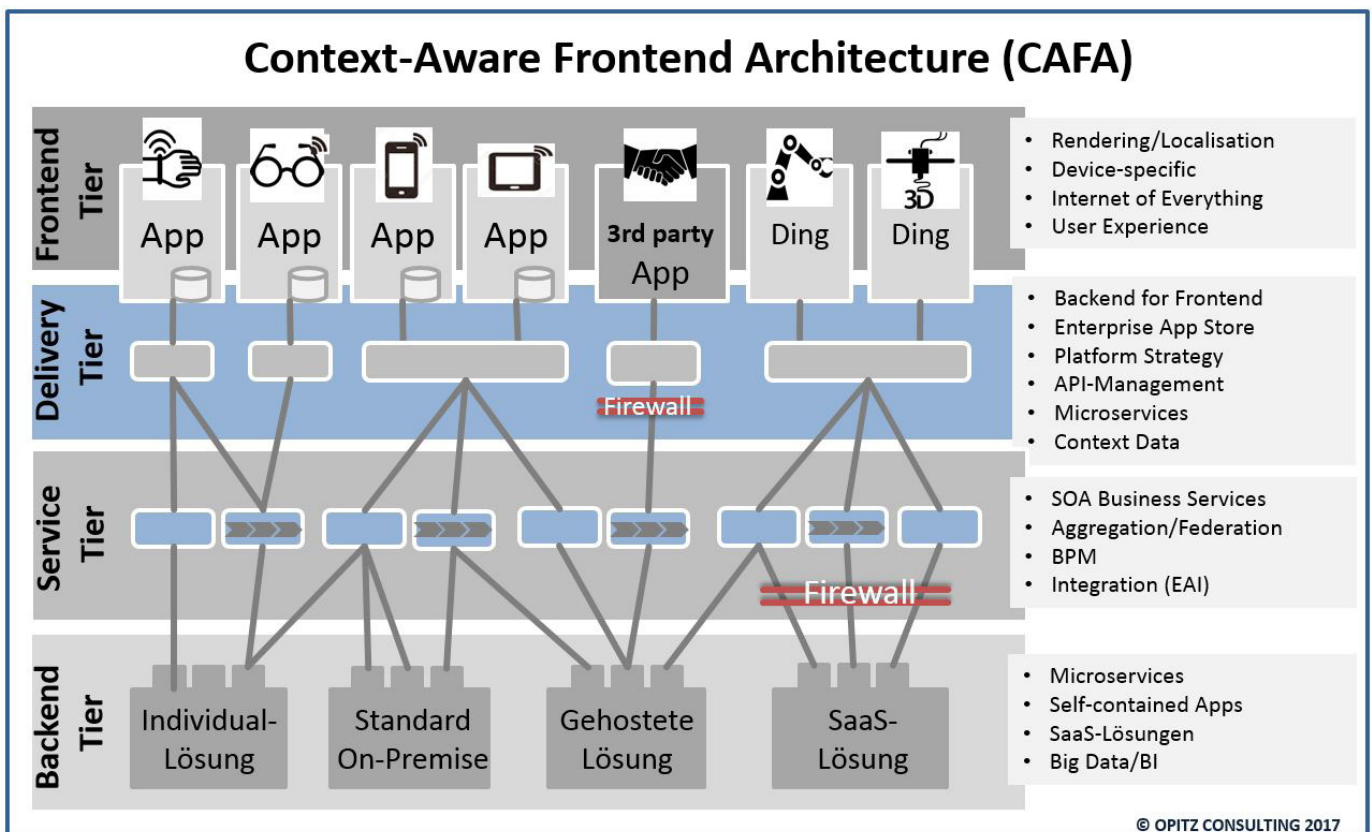 Context-Aware Frontend Architecture (CAFA)
Frontend
Tier
App
App
App
App
3rd party
App
Ding
3D
Ding
• Rendering/Localisation
• Device-specific
• Internet of Everything
• User Experience
Delivery
Tier
Firewall
• Backend for Frontend
• Enterprise App Store
• Platform Strategy
• API-Management
• Microservices
• Context Data
Service
Tier
Firewall
• SOA Business Services
• Aggregation/Federation
• BPM
• Integration (EAI)
Backend
Tier
Individual-
Lösung
Standard
On-Premise
Gehostete
Lösung
SaaS-
Lösung
• Microservices
• Self-contained Apps
• SaaS-Lösungen
• Big Data/BI
© OPITZ CONSULTING 2017